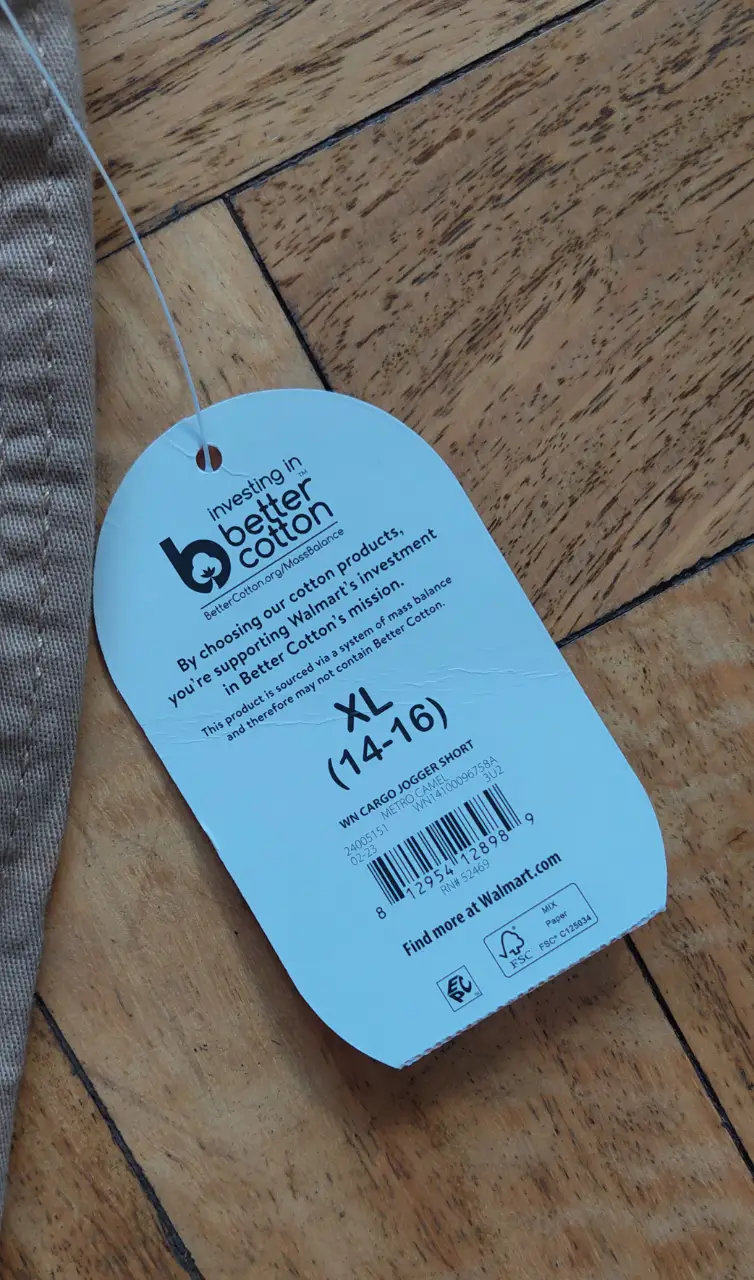 investing in
better™
cotton
BetterCotton.org/MassBalance
By choosing our cotton products,
you're supporting Walmart's investment
in Better Cotton's mission.
This product is sourced via a system of mass balance
and therefore may not contain Better Cotton.
XL
(14-16)
WN CARGO JOGGER SHORT
METRO CAMEL
24005151 WN14100096758A
02-23 3U2
8 12954 12898 9
RN# 52469
Find more at Walmart.com
EPC™
FSC
MIX
Paper
FSC® C125034